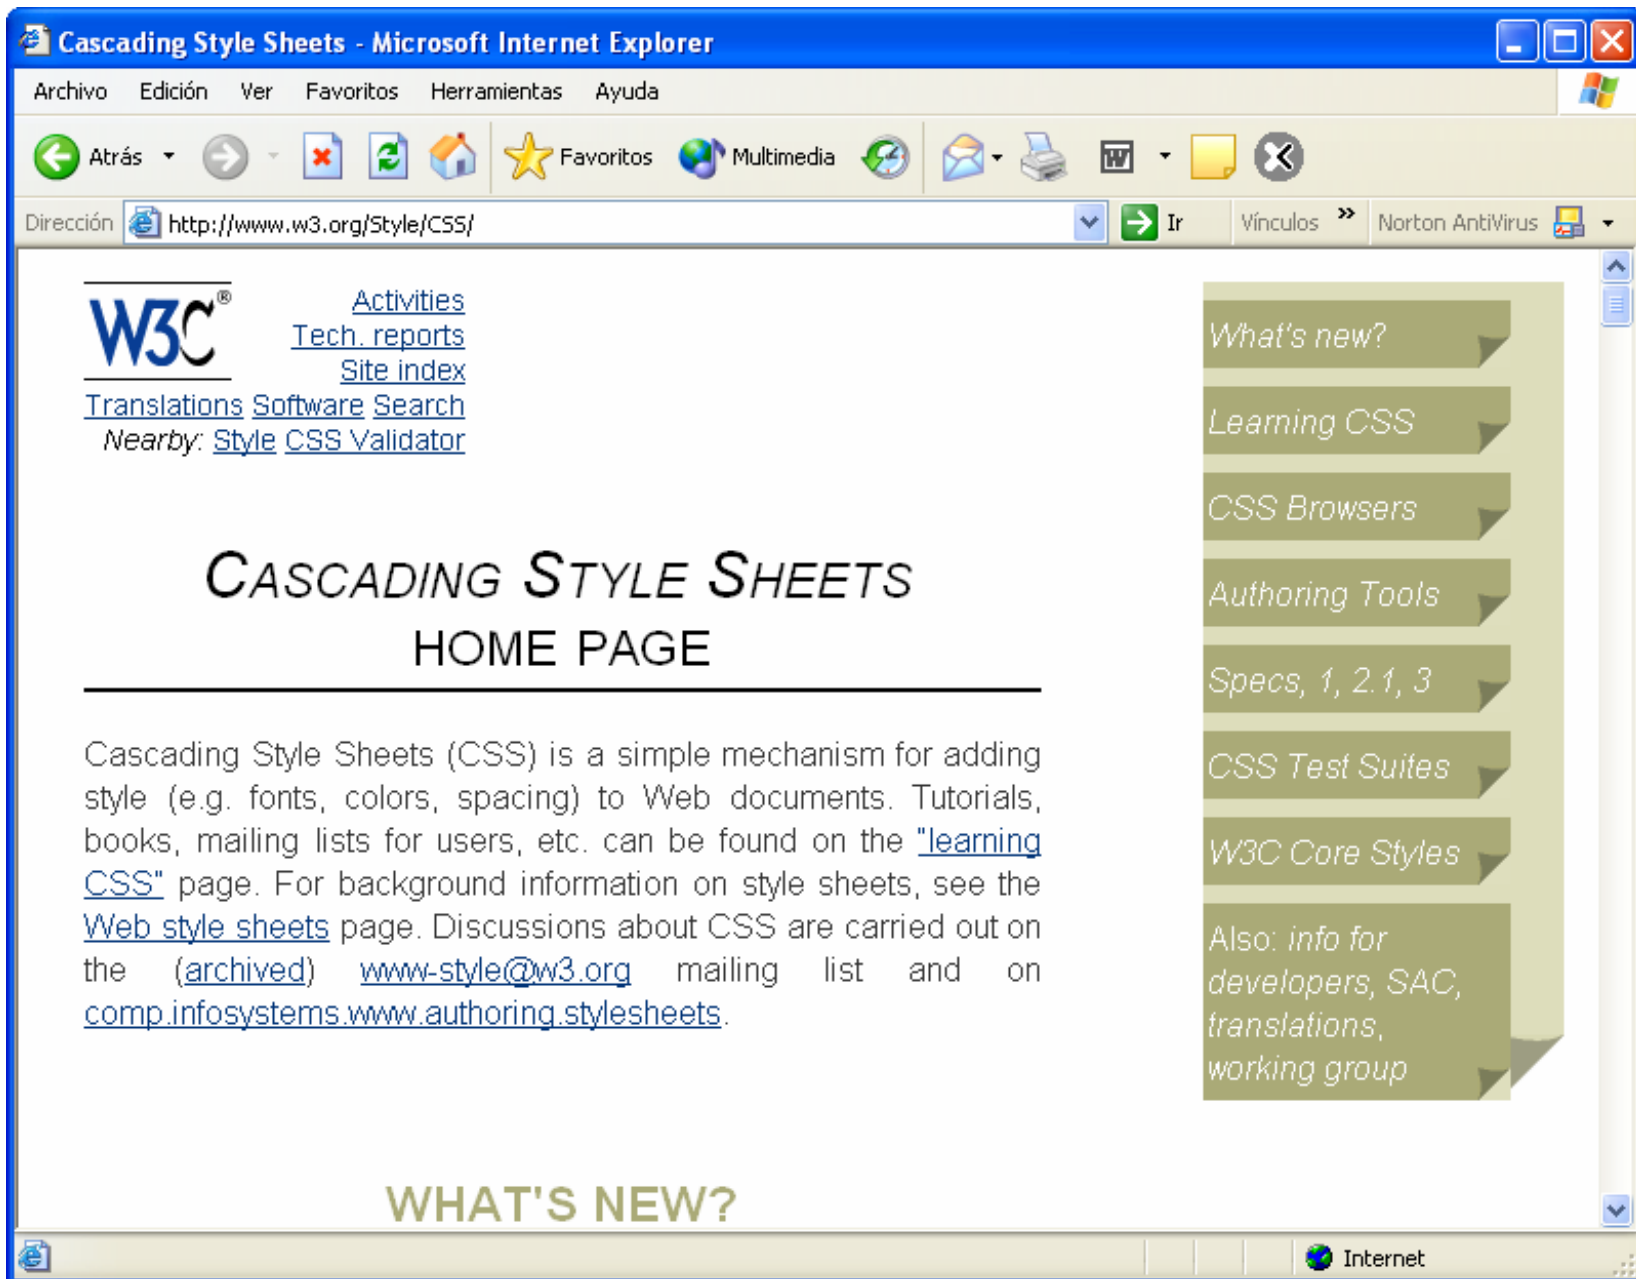 Cascading Style Sheets - Microsoft Internet Explorer
Archivo Edición Ver Favoritos Herramientas Ayuda
Atrás Favoritos Multimedia
Dirección http://www.w3.org/Style/CSS/ Ir Vínculos » Norton AntiVirus
W3C®
Activities
Tech. reports
Site index
Translations Software Search
Nearby: Style CSS Validator
CASCADING STYLE SHEETS
HOME PAGE
Cascading Style Sheets (CSS) is a simple mechanism for adding
style (e.g. fonts, colors, spacing) to Web documents. Tutorials,
books, mailing lists for users, etc. can be found on the "learning
CSS" page. For background information on style sheets, see the
Web style sheets page. Discussions about CSS are carried out on
the (archived) www-style@w3.org mailing list and on
comp.infosystems.www.authoring.stylesheets.
WHAT'S NEW?
What's new?
Learning CSS
CSS Browsers
Authoring Tools
Specs, 1, 2.1, 3
CSS Test Suites
W3C Core Styles
Also: info for
developers, SAC,
translations,
working group
Internet